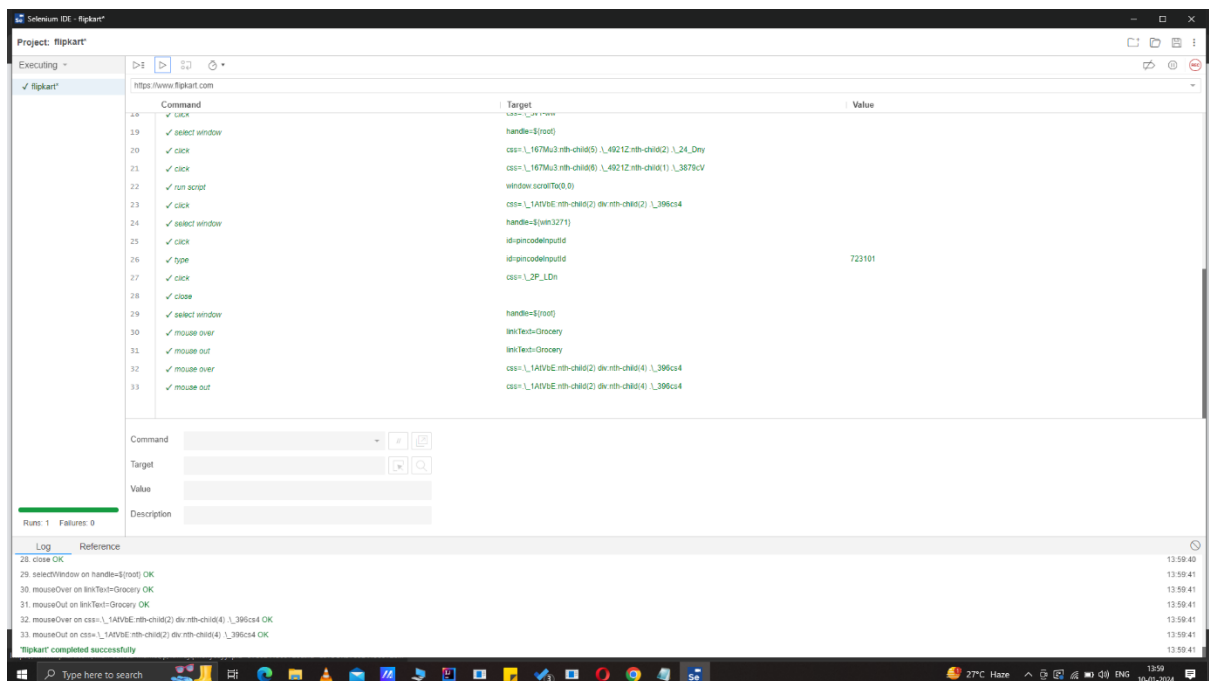 Selenium IDE - flipkart*
Project: flipkart*
Executing
✓ flipkart*
https://www.flipkart.com
Command Target Value
18 ✓ click
19 ✓ select window handle=${root}
20 ✓ click css=.\_167Mu3:nth-child(5) .\_4921Z:nth-child(2) .\_24_Dny
21 ✓ click css=.\_167Mu3:nth-child(6) .\_4921Z:nth-child(1) .\_3879cV
22 ✓ run script window.scrollTo(0,0)
23 ✓ click css=.\_1AtVbE:nth-child(2) div:nth-child(2) .\_396cs4
24 ✓ select window handle=${win3271}
25 ✓ click id=pincodeInputId
26 ✓ type id=pincodeInputId 723101
27 ✓ click css=.\_2P_LDn
28 ✓ close
29 ✓ select window handle=${root}
30 ✓ mouse over linkText=Grocery
31 ✓ mouse out linkText=Grocery
32 ✓ mouse over css=.\_1AtVbE:nth-child(2) div:nth-child(4) .\_396cs4
33 ✓ mouse out css=.\_1AtVbE:nth-child(2) div:nth-child(4) .\_396cs4
Command
Target
Value
Description
Runs: 1 Failures: 0
Log Reference
28. close OK 13:59:40
29. selectWindow on handle=${root} OK 13:59:41
30. mouseOver on linkText=Grocery OK 13:59:41
31. mouseOut on linkText=Grocery OK 13:59:41
32. mouseOver on css=.\_1AtVbE:nth-child(2) div:nth-child(4) .\_396cs4 OK 13:59:41
33. mouseOut on css=.\_1AtVbE:nth-child(2) div:nth-child(4) .\_396cs4 OK 13:59:41
'flipkart' completed successfully 13:59:41
Type here to search 27°C Haze ENG 13:59
10-01-2024